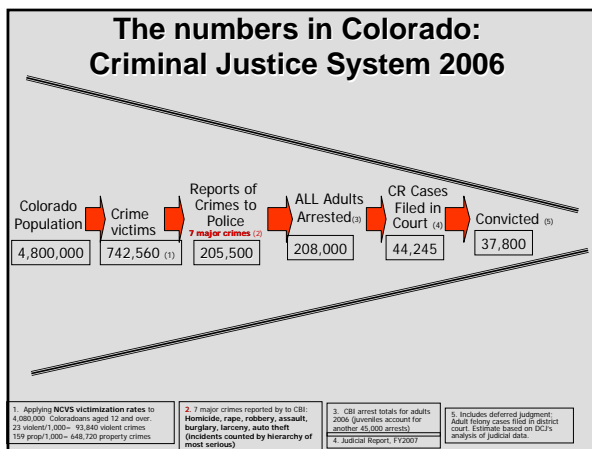 The numbers in Colorado:
Criminal Justice System 2006
Colorado
Population
4,800,000
Crime
victims
742,560 (1)
Reports of
Crimes to
Police
7 major crimes (2)
205,500
ALL Adults
Arrested(3)
208,000
CR Cases
Filed in
Court (4)
44,245
Convicted (5)
37,800
1. Applying NCVS victimization rates to
4,080,000 Coloradoans aged 12 and over.
23 violent/1,000= 93,840 violent crimes
159 prop/1,000= 648,720 property crimes
2. 7 major crimes reported by to CBI:
Homicide, rape, robbery, assault,
burglary, larceny, auto theft
(incidents counted by hierarchy of
most serious)
3. CBI arrest totals for adults
2006 (juveniles account for
another 45,000 arrests)
4. Judicial Report, FY2007
5. Includes deferred judgment;
Adult felony cases filed in district
court. Estimate based on DCJ's
analysis of judicial data.